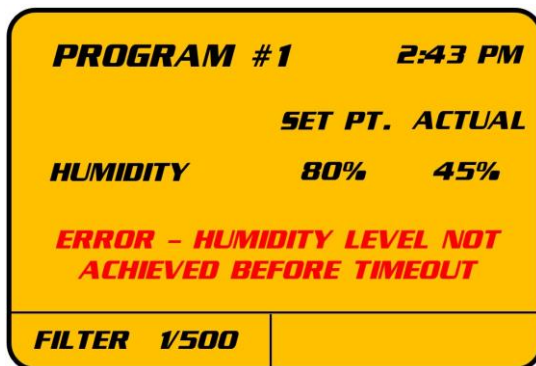 PROGRAM #1 2:43 PM
SET PT. ACTUAL
HUMIDITY 80% 45%
ERROR - HUMIDITY LEVEL NOT
ACHIEVED BEFORE TIMEOUT
FILTER 1/500